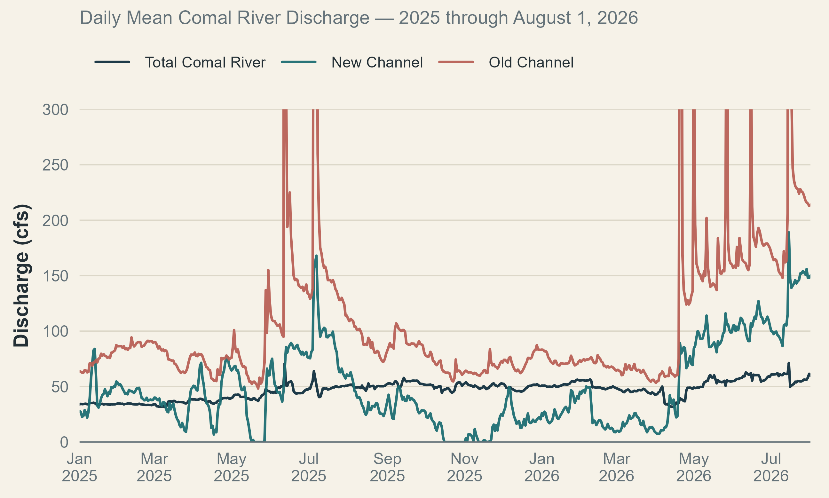 Daily Mean Comal River Discharge — 2025 through August 1, 2026
Total Comal River New Channel Old Channel
Discharge (cfs)
300
250
200
150
100
50
0
Jan Mar May Jul Sep Nov Jan Mar May Jul
2025 2025 2025 2025 2025 2025 2026 2026 2026 2026